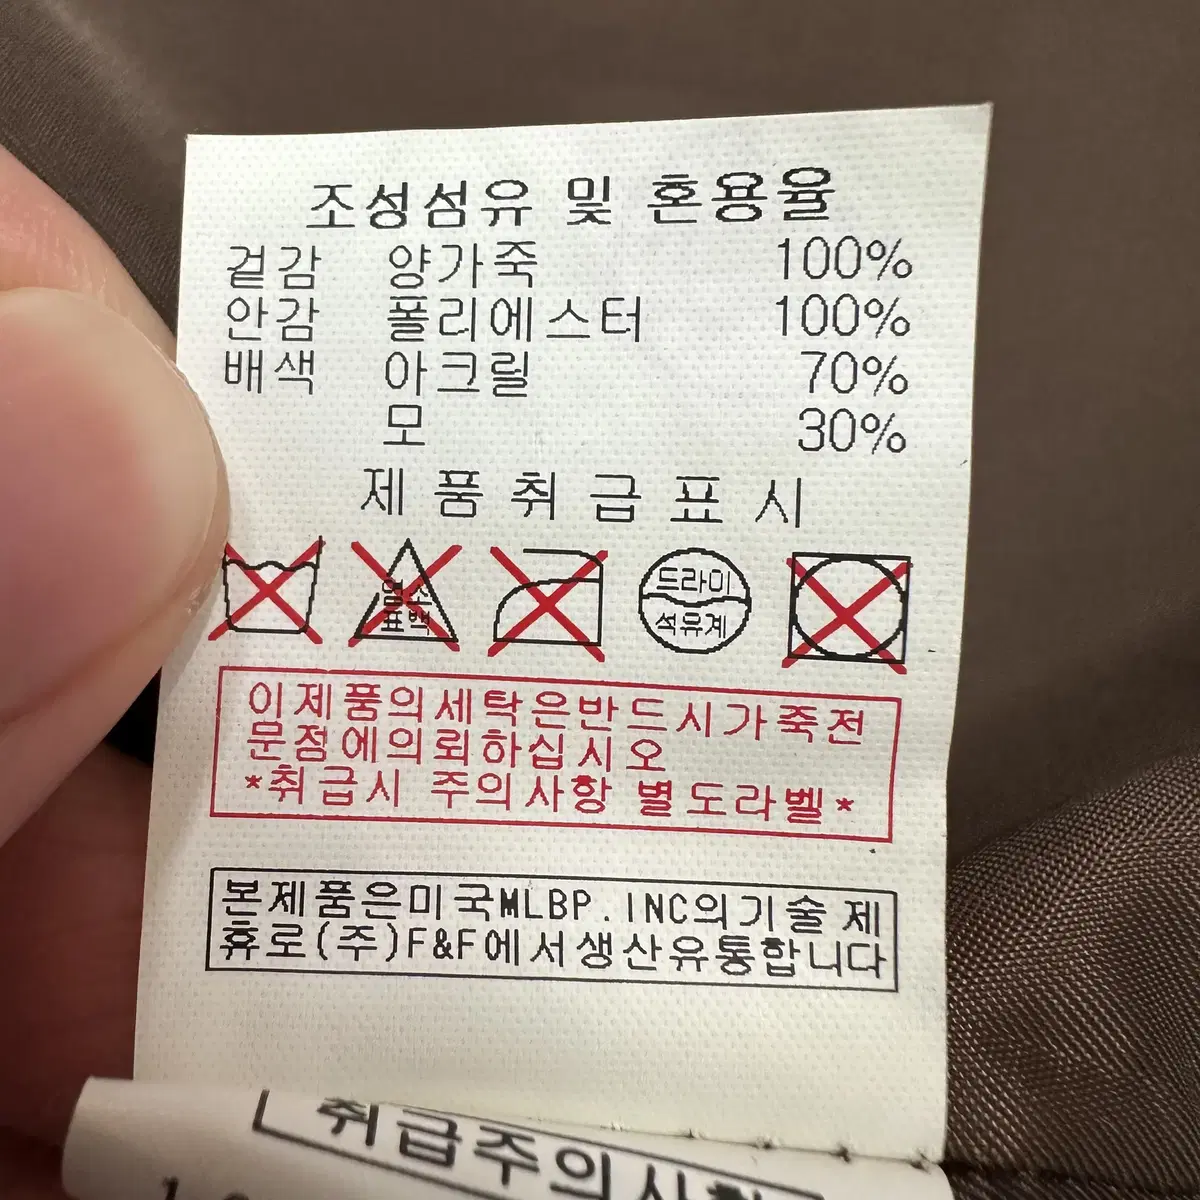 조성섬유 및 혼용율
겉감 양가죽 100%
안감 폴리에스터 100%
배색 아크릴 70%
모 30%
제품취급표시
염소
표백
드라이
석유계
이제품의세탁은반드시가죽전
문점에의뢰하십시오
*취급시 주의사항 별도라벨*
본제품은미국MLBP.INC의기술제
휴로(주)F&F에서생산유통합니다
취급주의사항